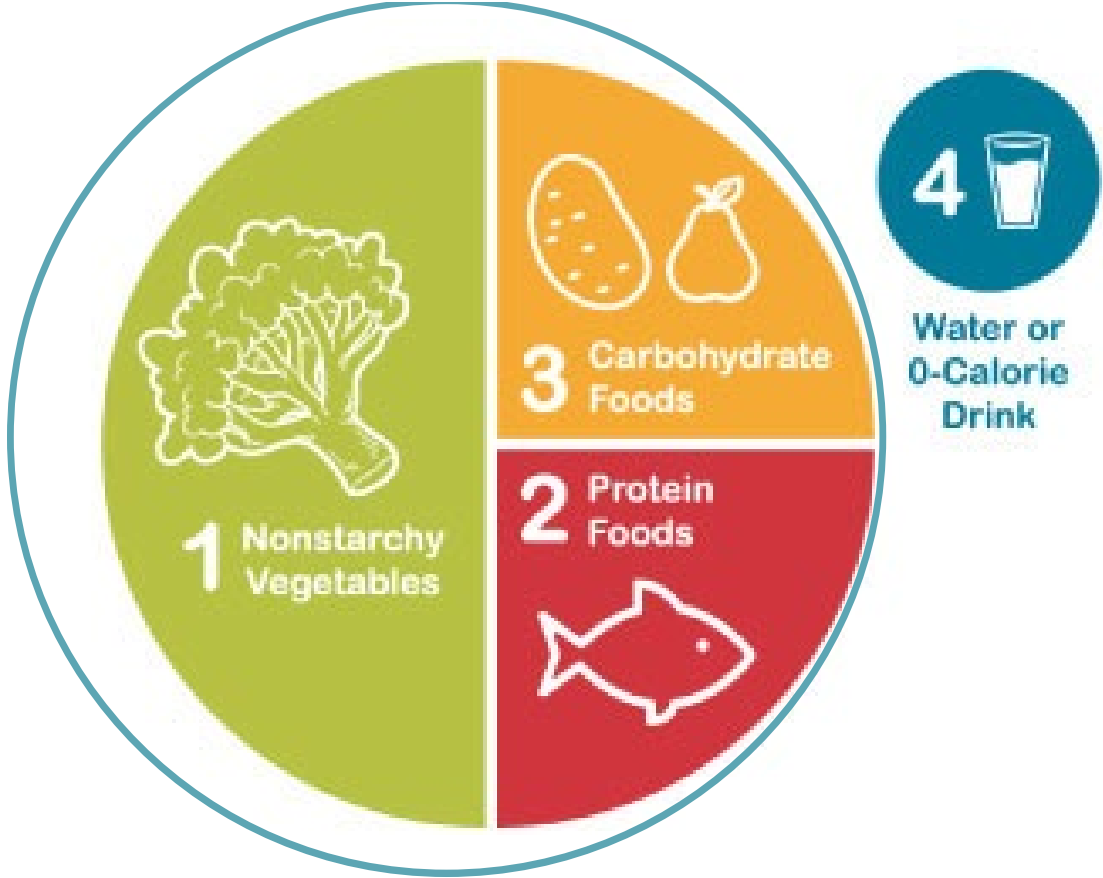 1 Nonstarchy
Vegetables
2 Protein
Foods
3 Carbohydrate
Foods
4
Water or
0-Calorie
Drink